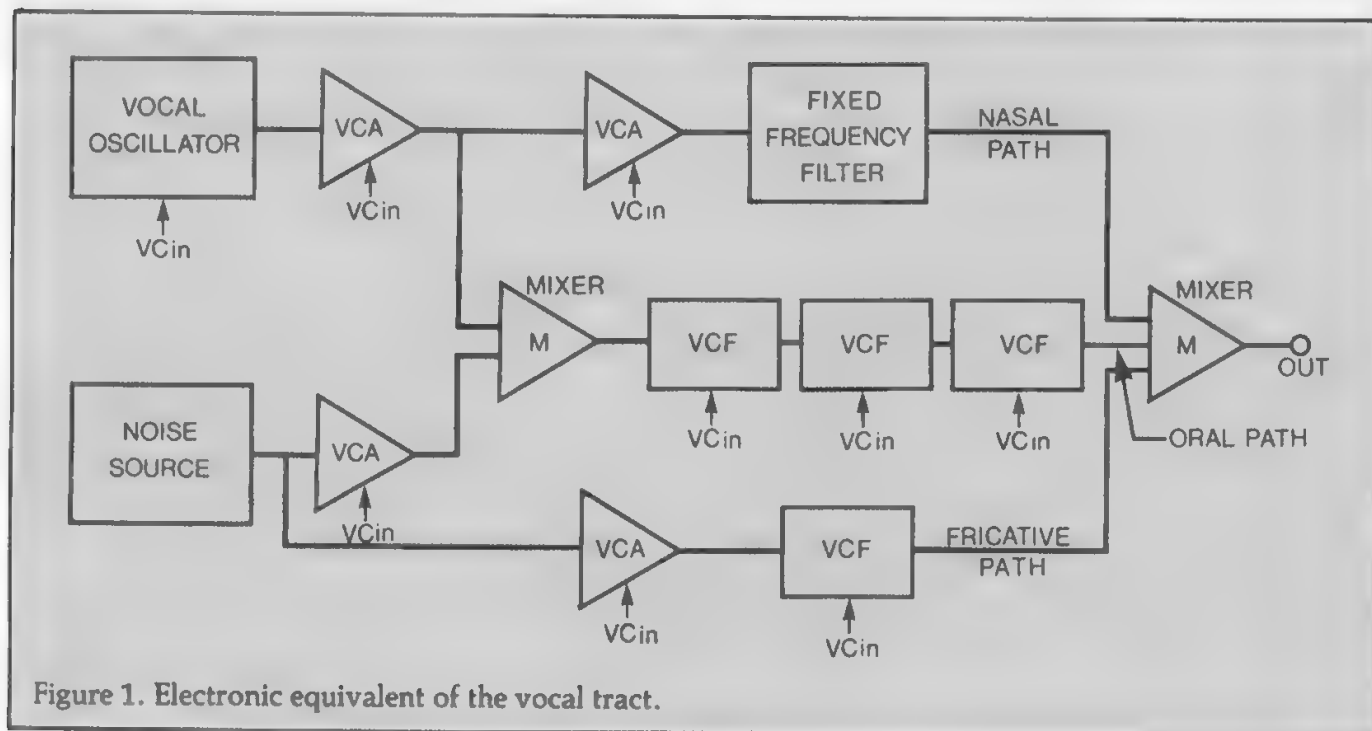 VOCAL
OSCILLATOR
VCin
VCA
VCin
VCA
VCin
FIXED
FREQUENCY
FILTER
NASAL
PATH
MIXER
M
VCF
VCin
VCF
VCin
VCF
VCin
ORAL PATH
MIXER
M
OUT
NOISE
SOURCE
VCA
VCin
VCA
VCin
VCF
VCin
FRICATIVE
PATH
Figure 1. Electronic equivalent of the vocal tract.